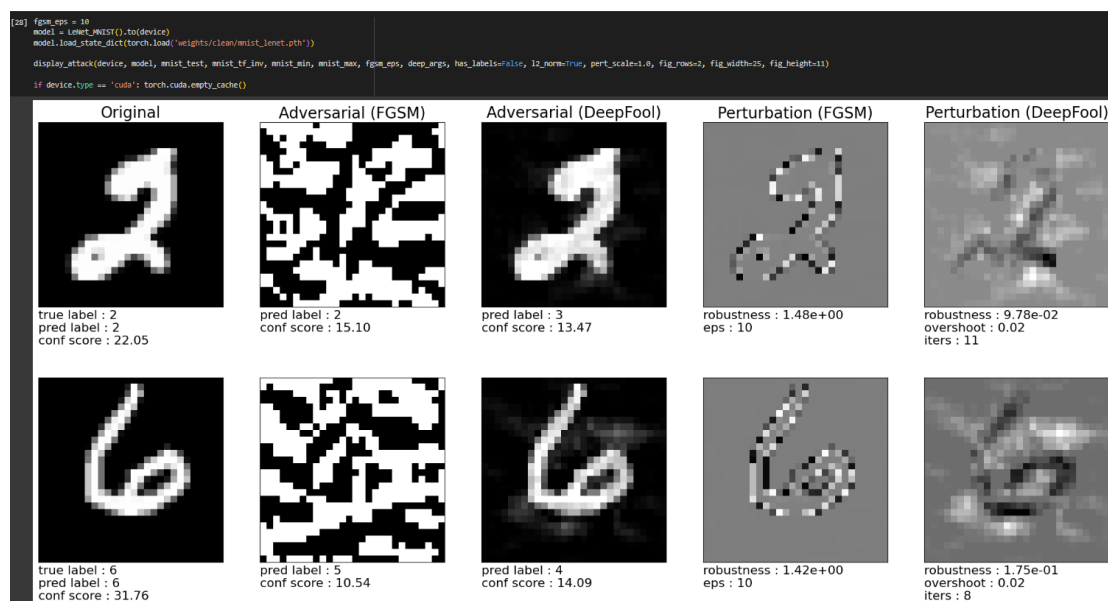 [28] fgsm_eps = 10
model = LeNet_MNIST().to(device)
model.load_state_dict(torch.load('weights/clean/mnist_lenet.pth'))
display_attack(device, model, mnist_test, mnist_tf_inv, mnist_min, mnist_max, fgsm_eps, deep_args, has_labels=False, l2_norm=True, pert_scale=1.0, fig_rows=2, fig_width=25, fig_height=11)
if device.type == 'cuda': torch.cuda.empty_cache()
Original Adversarial (FGSM) Adversarial (DeepFool) Perturbation (FGSM) Perturbation (DeepFool)
true label : 2 pred label : 2 pred label : 3 robustness : 1.48e+00 robustness : 9.78e-02
pred label : 2 conf score : 15.10 conf score : 13.47 eps : 10 overshoot : 0.02
conf score : 22.05 iters : 11
true label : 6 pred label : 5 pred label : 4 robustness : 1.42e+00 robustness : 1.75e-01
pred label : 6 conf score : 10.54 conf score : 14.09 eps : 10 overshoot : 0.02
conf score : 31.76 iters : 8